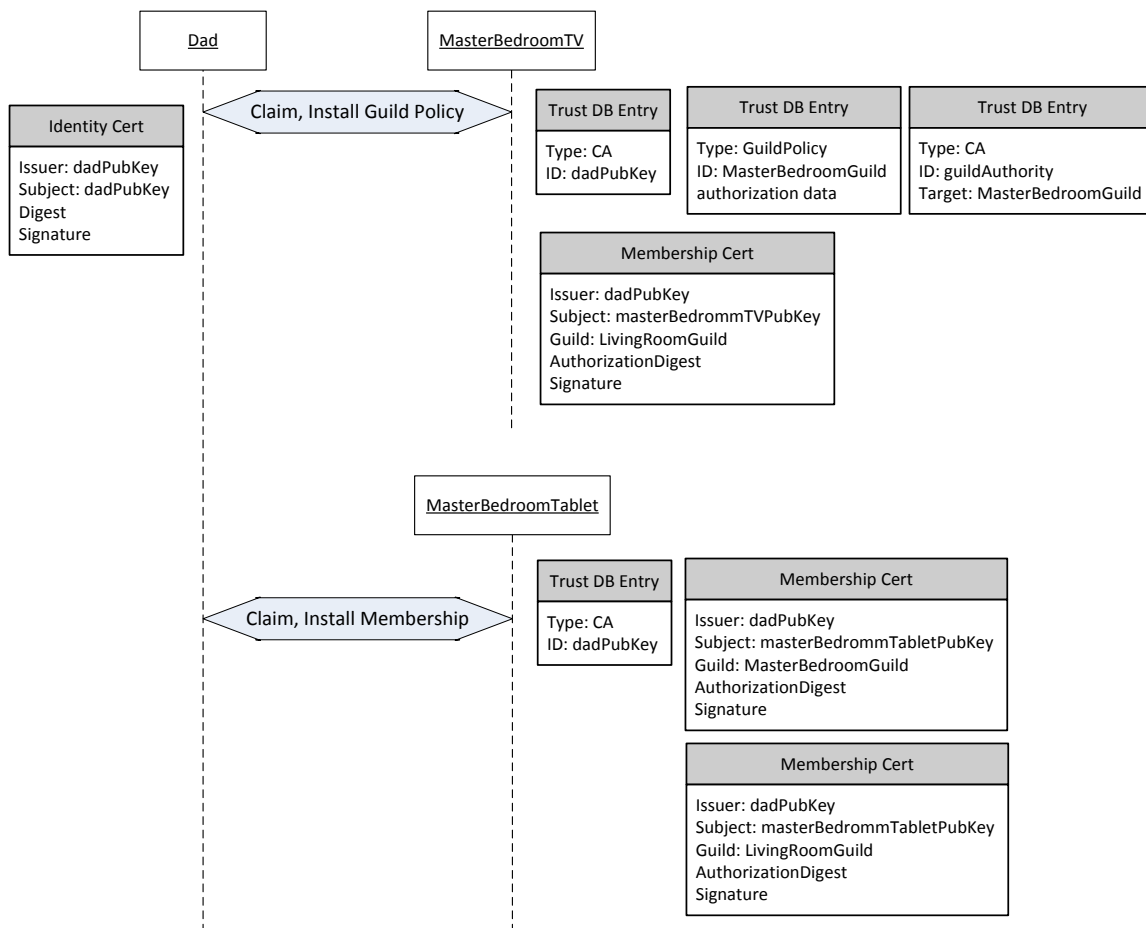 Dad
MasterBedroomTV
Claim, Install Guild Policy
Identity Cert
Issuer: dadPubKey
Subject: dadPubKey
Digest
Signature
Trust DB Entry
Type: CA
ID: dadPubKey
Trust DB Entry
Type: GuildPolicy
ID: MasterBedroomGuild
authorization data
Trust DB Entry
Type: CA
ID: guildAuthority
Target: MasterBedroomGuild
Membership Cert
Issuer: dadPubKey
Subject: masterBedrommTVPubKey
Guild: LivingRoomGuild
AuthorizationDigest
Signature
MasterBedroomTablet
Claim, Install Membership
Trust DB Entry
Type: CA
ID: dadPubKey
Membership Cert
Issuer: dadPubKey
Subject: masterBedrommTabletPubKey
Guild: MasterBedroomGuild
AuthorizationDigest
Signature
Membership Cert
Issuer: dadPubKey
Subject: masterBedrommTabletPubKey
Guild: LivingRoomGuild
AuthorizationDigest
Signature